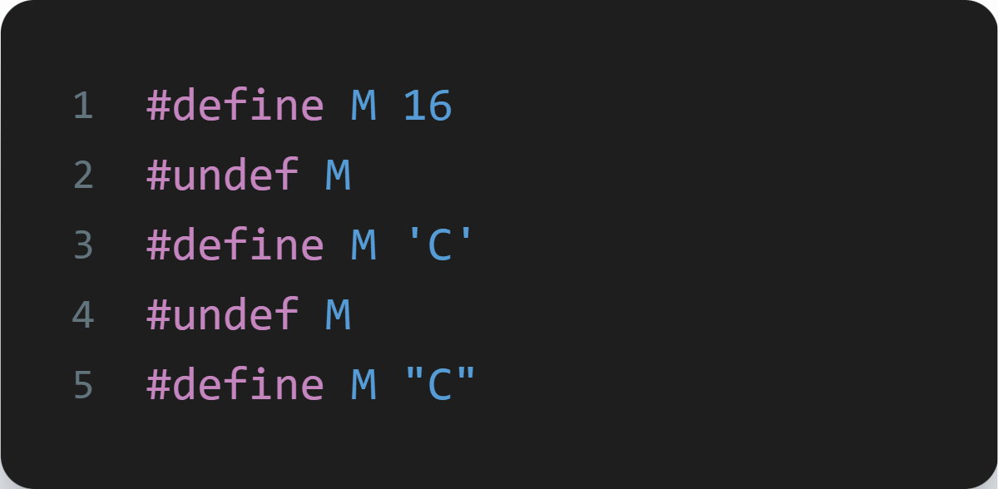 1 #define M 16
2 #undef M
3 #define M 'C'
4 #undef M
5 #define M "C"